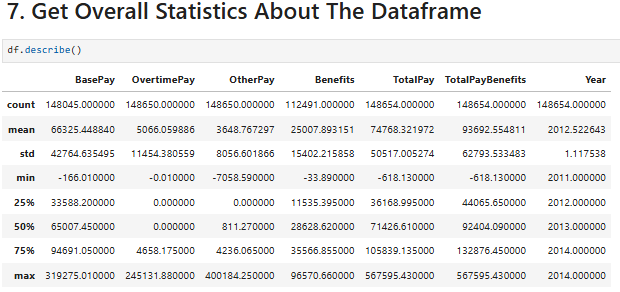 7. Get Overall Statistics About The Dataframe
df.describe()
BasePay OvertimePay OtherPay Benefits TotalPay TotalPayBenefits Year
count 148045.000000 148650.000000 148650.000000 112491.000000 148654.000000 148654.000000 148654.000000
mean 66325.448840 5066.059886 3648.767297 25007.893151 74768.321972 93692.554811 2012.522643
std 42764.635495 11454.380559 8056.601866 15402.215858 50517.005274 62793.533483 1.117538
min -166.010000 -0.010000 -7058.590000 -33.890000 -618.130000 -618.130000 2011.000000
25% 33588.200000 0.000000 0.000000 11535.395000 36168.995000 44065.650000 2012.000000
50% 65007.450000 0.000000 811.270000 28628.620000 71426.610000 92404.090000 2013.000000
75% 94691.050000 4658.175000 4236.065000 35566.855000 105839.135000 132876.450000 2014.000000
max 319275.010000 245131.880000 400184.250000 96570.660000 567595.430000 567595.430000 2014.000000